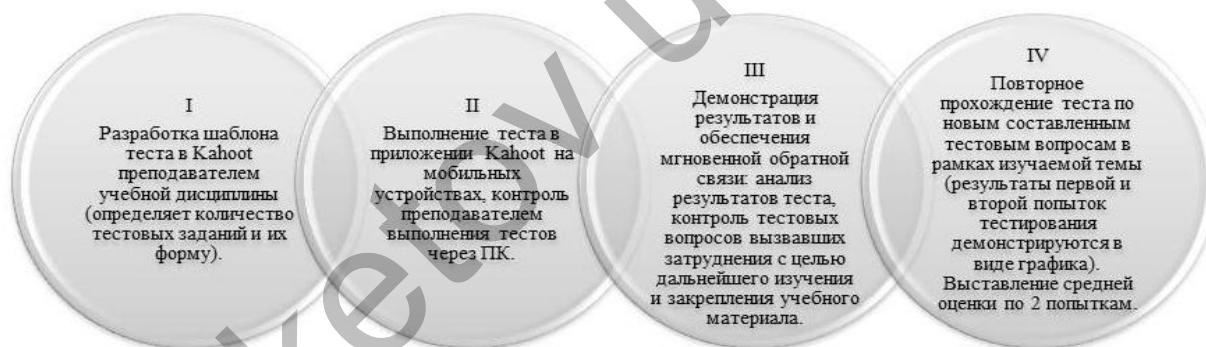 I
Разработка шаблона
теста в Kahoot
преподавателем
учебной дисциплины
(определяет количество
тестовых заданий и их
форму).
II
Выполнение теста в
приложении Kahoot на
мобильных
устройствах, контроль
преподавателем
выполнения тестов
через ПК.
III
Демонстрация
результатов и
обеспечения
мгновенной обратной
связи: анализ
результатов теста,
контроль тестовых
вопросов вызвавших
затруднения с целью
дальнейшего изучения
и закрепления учебного
материала.
IV
Повторное
прохождение теста по
новым составленным
тестовым вопросам в
рамках изучаемой темы
(результаты первой и
второй попыток
тестирования
демонстрируются в
виде графика).
Выставление средней
оценки по 2 попыткам.
ketov u